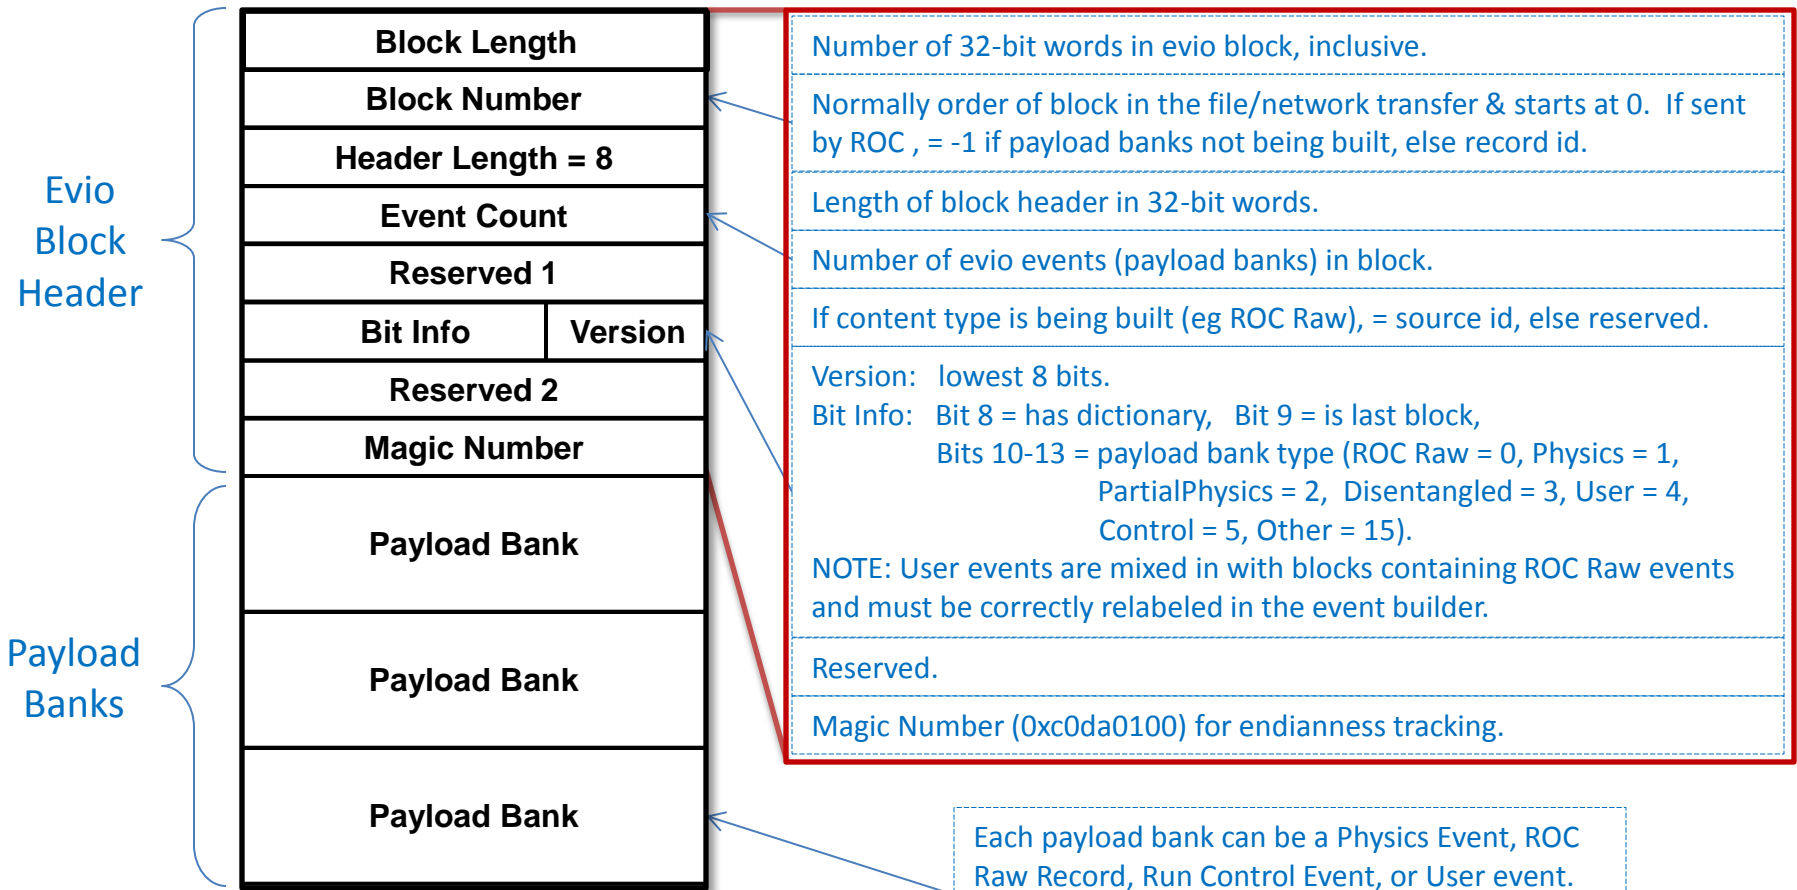 Evio
Block
Header
Block Length
Block Number
Header Length = 8
Event Count
Reserved 1
Bit Info Version
Reserved 2
Magic Number
Payload
Banks
Payload Bank
Payload Bank
Payload Bank
Number of 32-bit words in evio block, inclusive.
Normally order of block in the file/network transfer & starts at 0. If sent
by ROC , = -1 if payload banks not being built, else record id.
Length of block header in 32-bit words.
Number of evio events (payload banks) in block.
If content type is being built (eg ROC Raw), = source id, else reserved.
Version: lowest 8 bits.
Bit Info: Bit 8 = has dictionary, Bit 9 = is last block,
Bits 10-13 = payload bank type (ROC Raw = 0, Physics = 1,
PartialPhysics = 2, Disentangled = 3, User = 4,
Control = 5, Other = 15).
NOTE: User events are mixed in with blocks containing ROC Raw events
and must be correctly relabeled in the event builder.
Reserved.
Magic Number (0xc0da0100) for endianness tracking.
Each payload bank can be a Physics Event, ROC
Raw Record, Run Control Event, or User event.